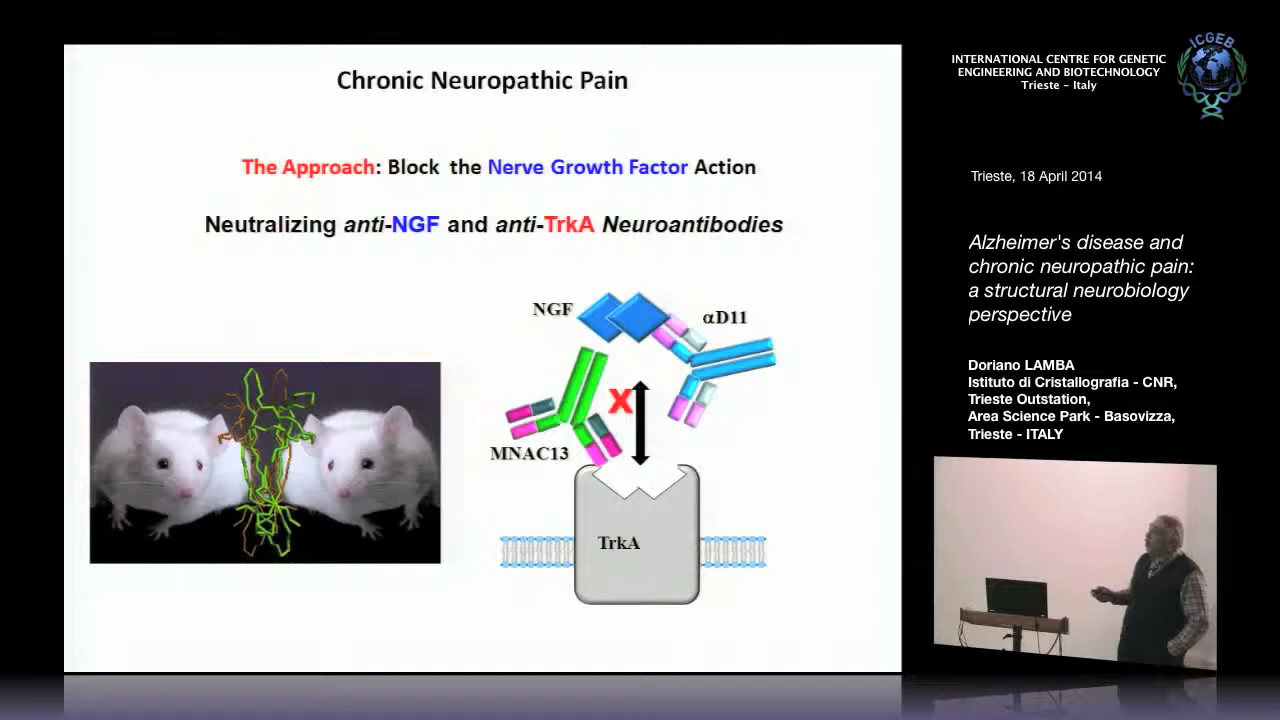 Chronic Neuropathic Pain
The Approach: Block the Nerve Growth Factor Action
Neutralizing anti-NGF and anti-TrkA Neuroantibodies
NGF
αD11
X
MNAC13
TrkA
INTERNATIONAL CENTRE FOR GENETIC
ENGINEERING AND BIOTECHNOLOGY
Trieste - Italy
ICGEB
Trieste, 18 April 2014
Alzheimer's disease and
chronic neuropathic pain:
a structural neurobiology
perspective
Doriano LAMBA
Istituto di Cristallografia - CNR,
Trieste Outstation,
Area Science Park - Basovizza,
Trieste - ITALY